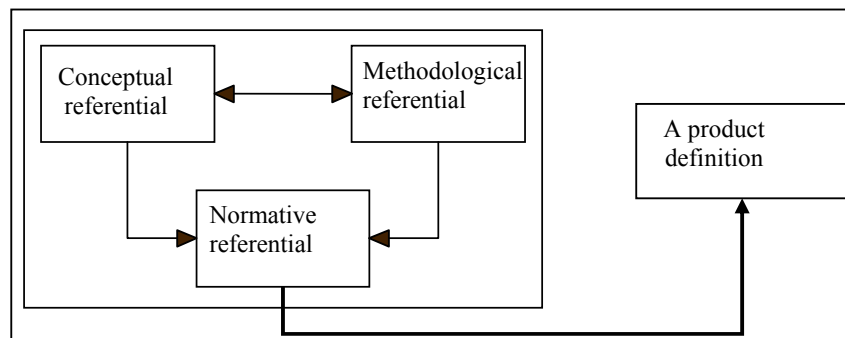 Conceptual
referential
Methodological
referential
Normative
referential
A product
definition